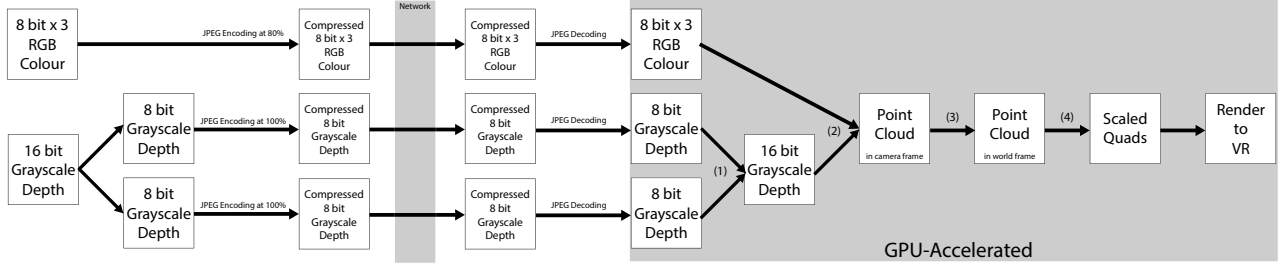 Network
8 bit x 3
RGB
Colour
JPEG Encoding at 80%
Compressed
8 bit x 3
RGB
Colour
Compressed
8 bit x 3
RGB
Colour
JPEG Decoding
8 bit x 3
RGB
Colour
16 bit
Grayscale
Depth
8 bit
Grayscale
Depth
JPEG Encoding at 100%
Compressed
8 bit
Grayscale
Depth
Compressed
8 bit
Grayscale
Depth
JPEG Decoding
8 bit
Grayscale
Depth
8 bit
Grayscale
Depth
JPEG Encoding at 100%
Compressed
8 bit
Grayscale
Depth
Compressed
8 bit
Grayscale
Depth
JPEG Decoding
8 bit
Grayscale
Depth
(1)
16 bit
Grayscale
Depth
(2)
Point
Cloud
in camera frame
(3)
Point
Cloud
in world frame
(4)
Scaled
Quads
Render
to
VR
GPU-Accelerated